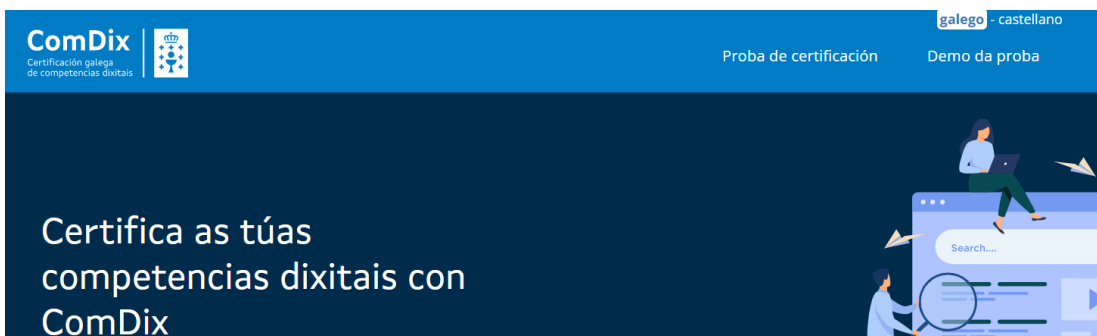 galego - castellano
ComDix
Certificación galega
de competencias dixitais
Proba de certificación
Demo da proba
Certifica as túas
competencias dixitais con
ComDix
Search....